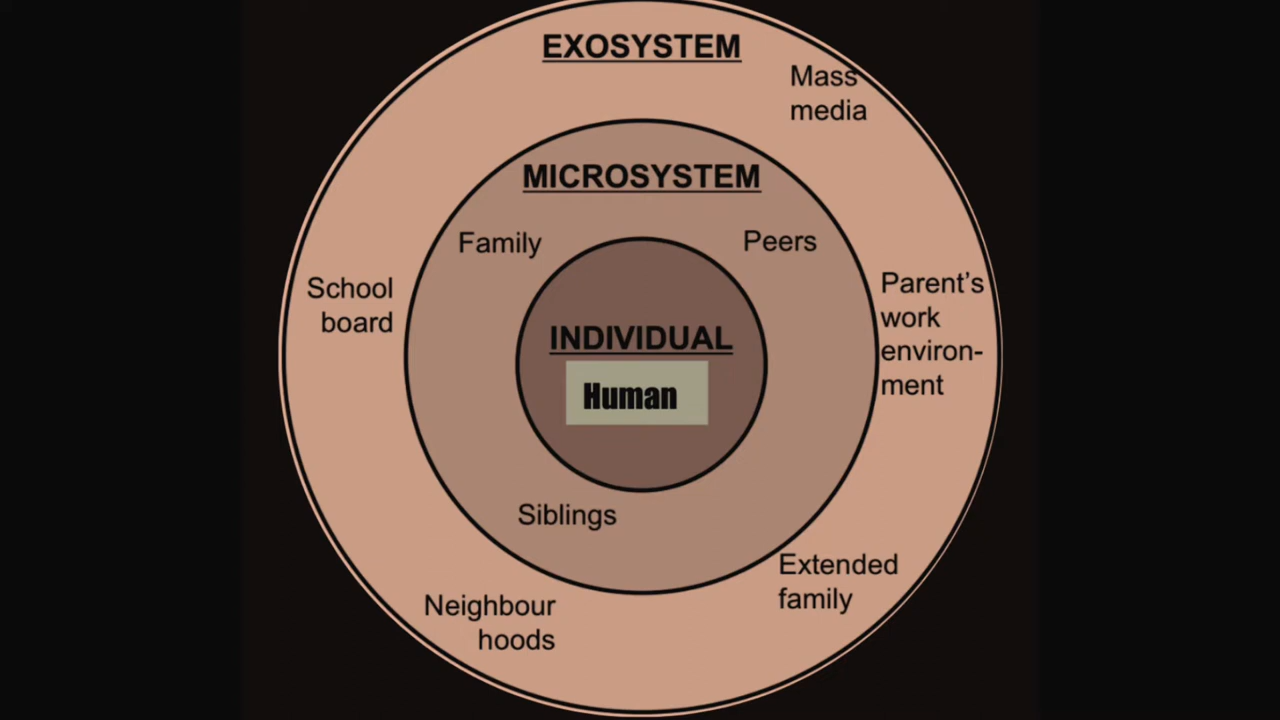 EXOSYSTEM
Mass
media
MICROSYSTEM
Family
Peers
School
board
Parent’s
work
environ-
ment
INDIVIDUAL
Human
Siblings
Extended
family
Neighbour
hoods